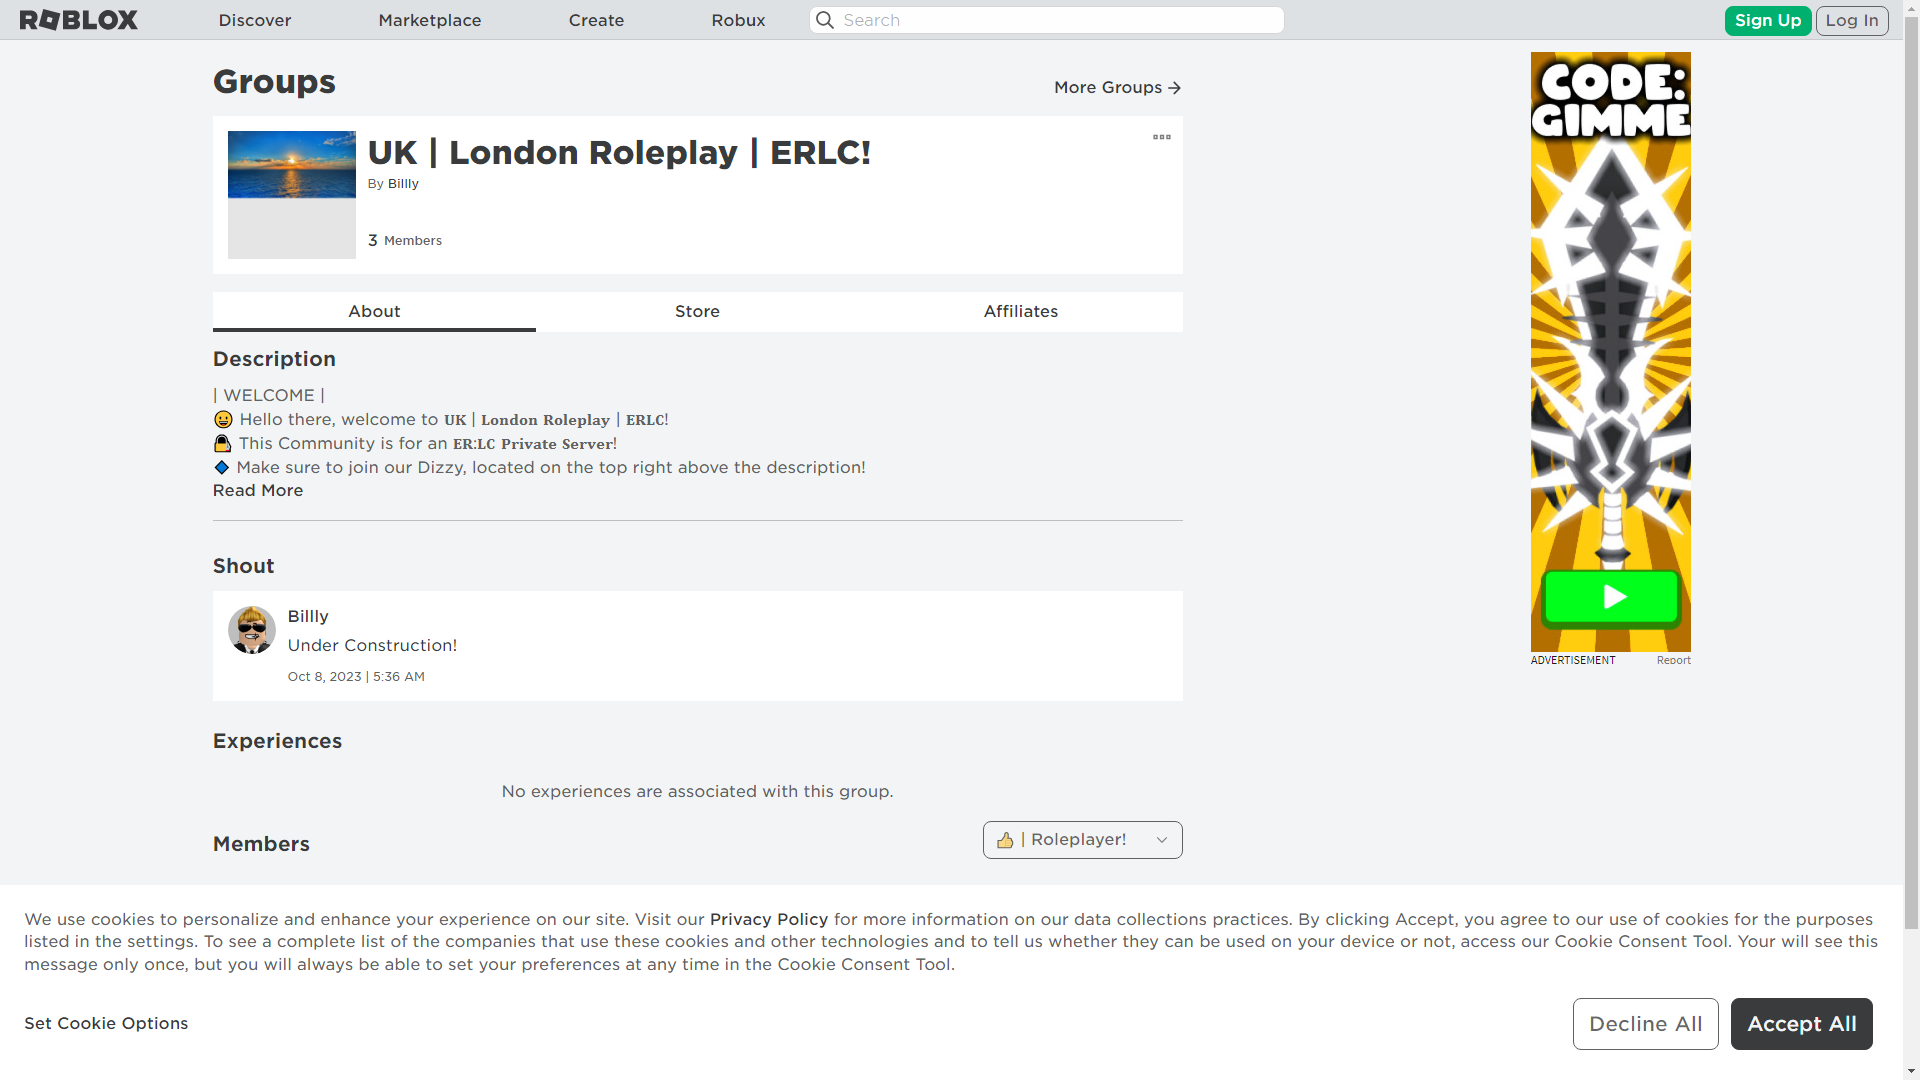 ROBLOX
Discover
Marketplace
Create
Robux
Search
Sign Up
Log In
Groups
More Groups
UK | London Roleplay | ERLC!
By Billly
3 Members
About
Store
Affiliates
Description
| WELCOME |
😀 Hello there, welcome to 𝐔𝐊 | 𝐋𝐨𝐧𝐝𝐨𝐧 𝐑𝐨𝐥𝐞𝐩𝐥𝐚𝐲 | 𝐄𝐑𝐋𝐂!
This Community is for an 𝐄𝐑:𝐋𝐂 𝐏𝐫𝐢𝐯𝐚𝐭𝐞 𝐒𝐞𝐫𝐯𝐞𝐫!
🔹 Make sure to join our Dizzy, located on the top right above the description!
Read More
Shout
Billly
Under Construction!
Oct 8, 2023 | 5:36 AM
Experiences
No experiences are associated with this group.
Members
👍 | Roleplayer!
CODE:
GIMME
ADVERTISEMENT
Report
We use cookies to personalize and enhance your experience on our site. Visit our Privacy Policy for more information on our data collections practices. By clicking Accept, you agree to our use of cookies for the purposes
listed in the settings. To see a complete list of the companies that use these cookies and other technologies and to tell us whether they can be used on your device or not, access our Cookie Consent Tool. Your will see this
message only once, but you will always be able to set your preferences at any time in the Cookie Consent Tool.
Set Cookie Options
Decline All
Accept All